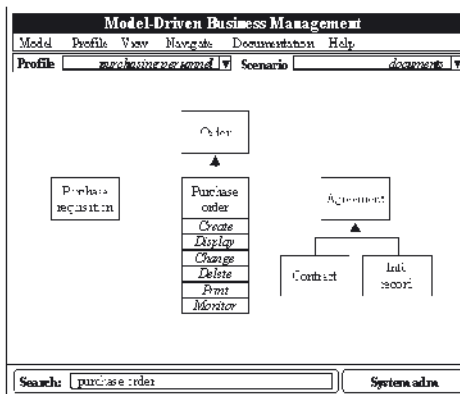 Model-Driven Business Management
Model Profile View Navigate Documentation Help
Profile purchasing personnel Scenario documents
Order
Purchase
requisition
Purchase
order
Create
Display
Change
Delete
Print
Monitor
Agreement
Contract
Info
record
Search: purchase order System adm